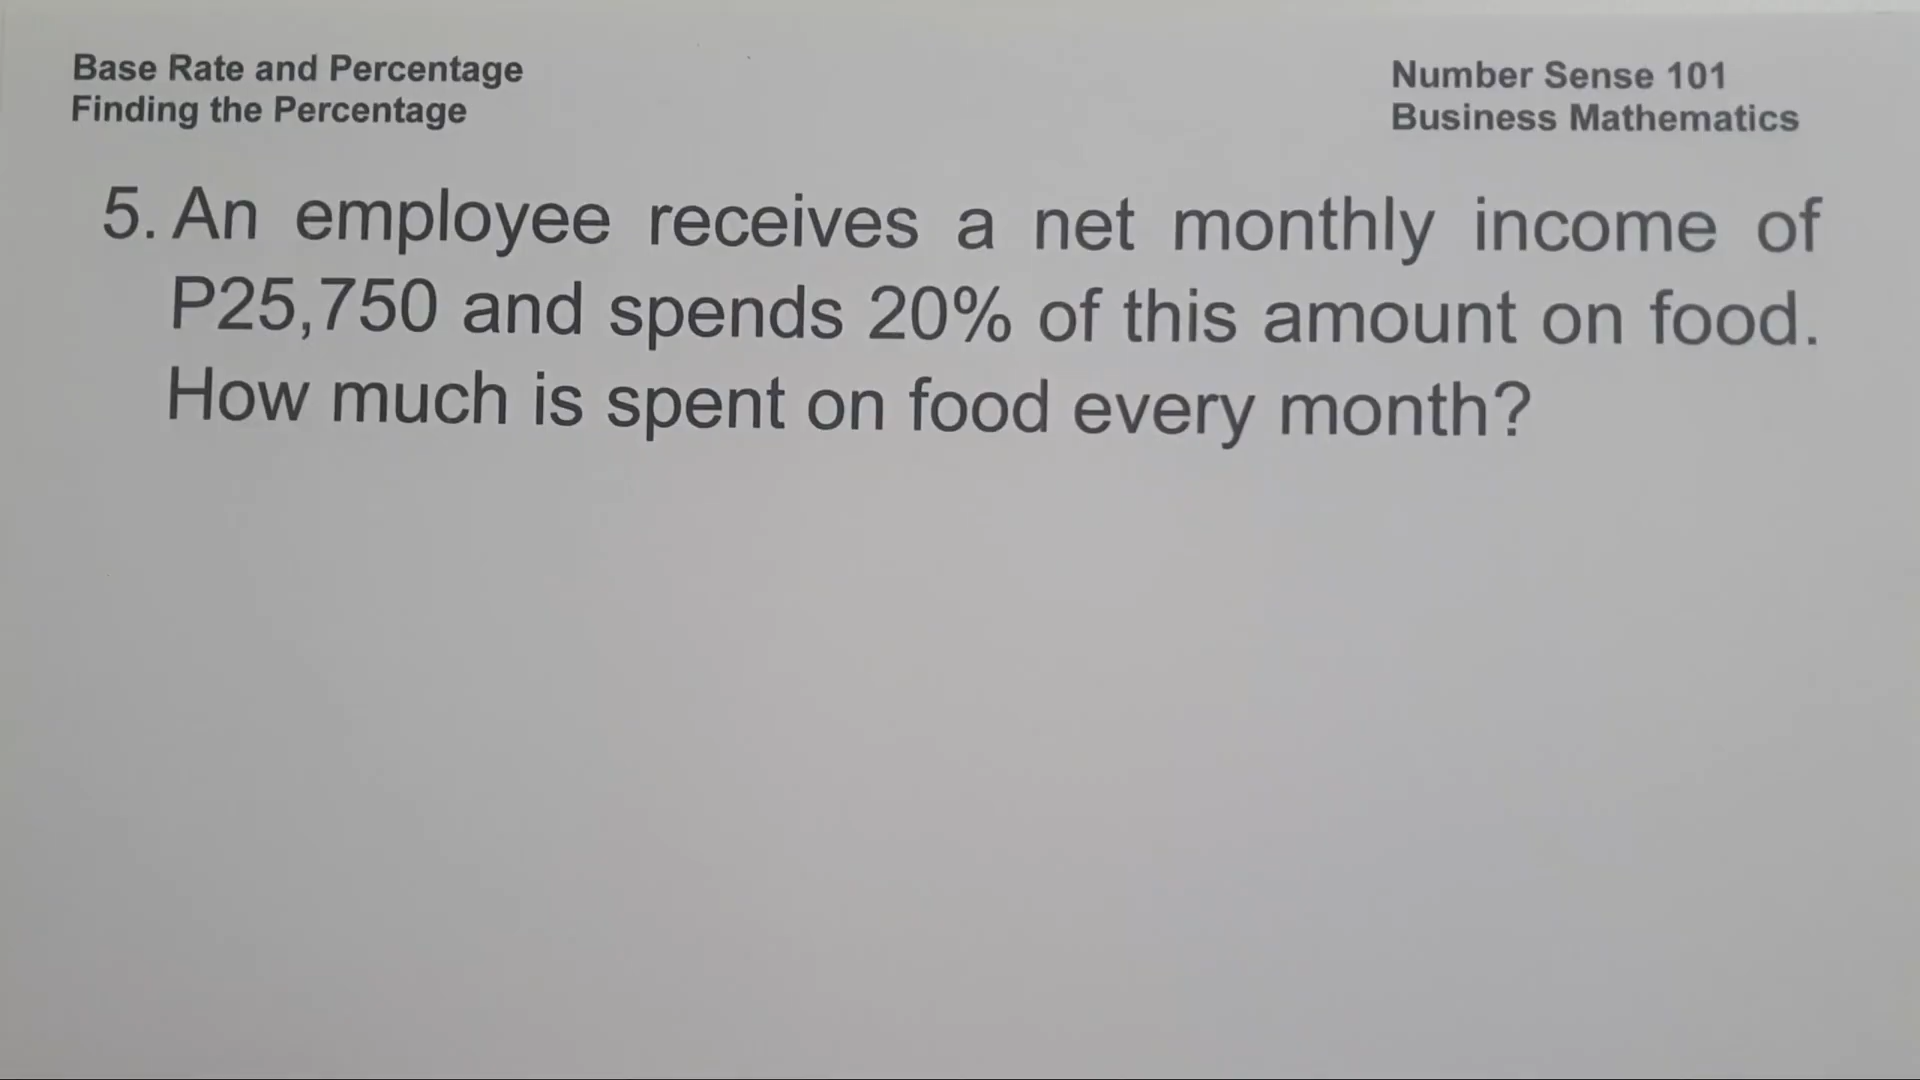 Base Rate and Percentage
Finding the Percentage
Number Sense 101
Business Mathematics
5. An employee receives a net monthly income of
P25,750 and spends 20% of this amount on food.
How much is spent on food every month?